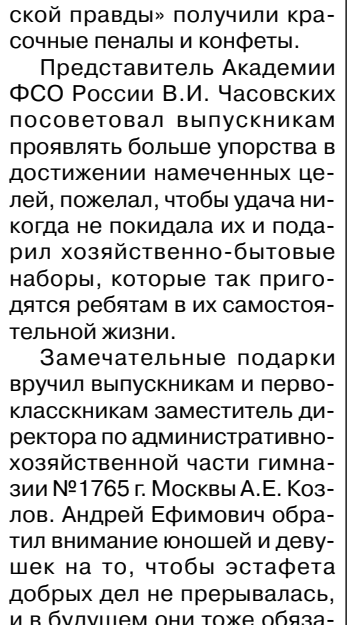 ской правды» получили кра-
сочные пеналы и конфеты.
Представитель Академии
ФСО России В.И. Часовских
посоветовал выпускникам
проявлять больше упорства в
достижении намеченных це-
лей, пожелал, чтобы удача ни-
когда не покидала их и пода-
рил хозяйственно-бытовые
наборы, которые так приго-
дятся ребятам в их самостоя-
тельной жизни.
Замечательные подарки
вручил выпускникам и перво-
классникам заместитель ди-
ректора по административно-
хозяйственной части гимна-
зии №1765 г. Москвы А.Е. Коз-
лов. Андрей Ефимович обра-
тил внимание юношей и деву-
шек на то, чтобы эстафета
добрых дел не прерывалась,
и в будущем они тоже обяза-